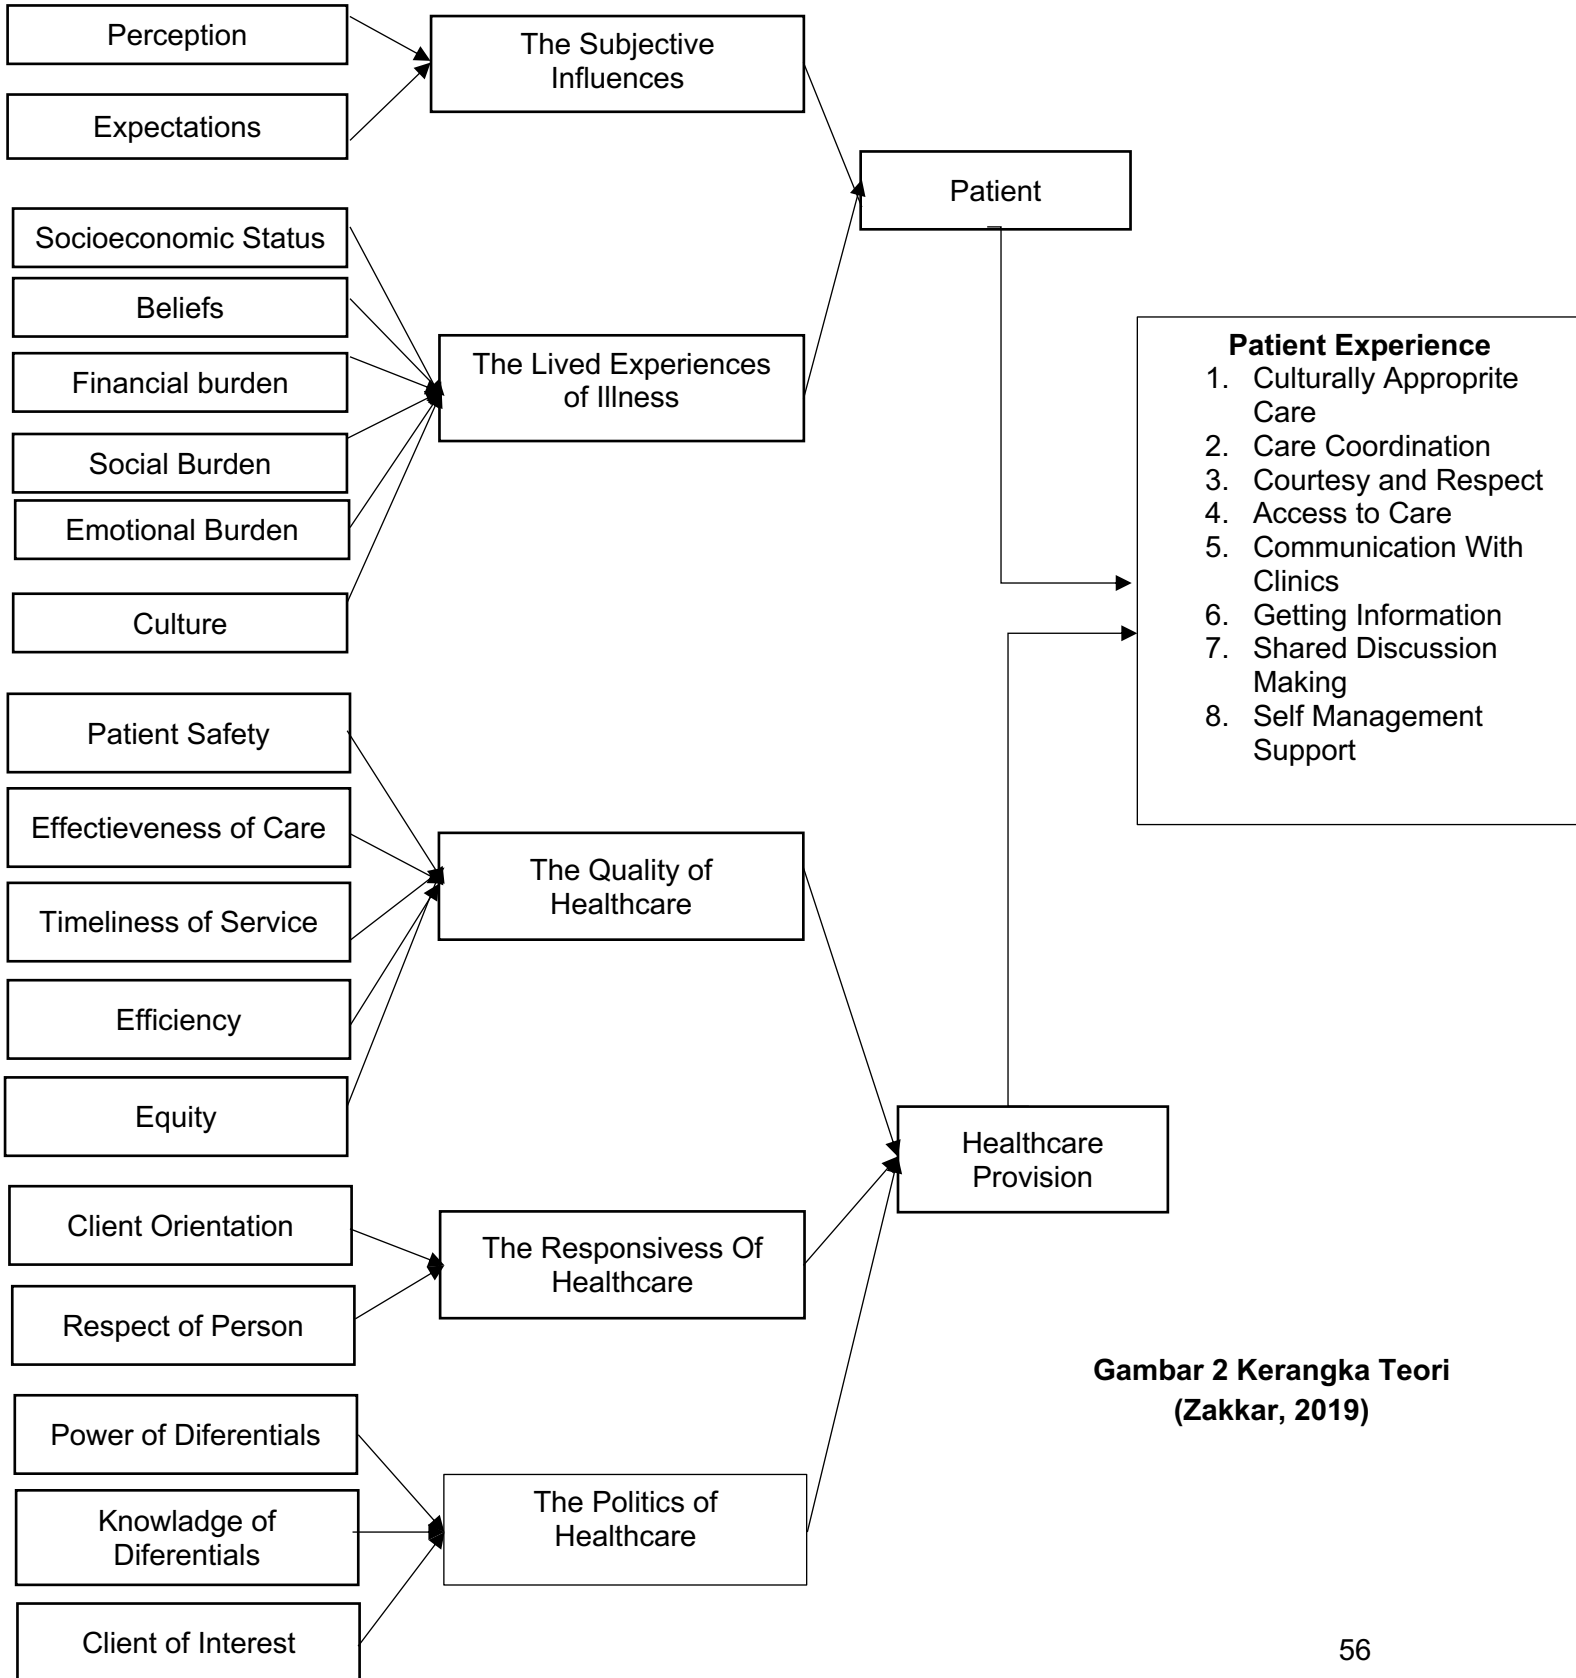 Perception
Expectations
The Subjective
Influences
Socioeconomic Status
Beliefs
Financial burden
Social Burden
Emotional Burden
Culture
The Lived Experiences
of Illness
Patient
Patient Experience
1. Culturally Approprite
Care
2. Care Coordination
3. Courtesy and Respect
4. Access to Care
5. Communication With
Clinics
6. Getting Information
7. Shared Discussion
Making
8. Self Management
Support
Patient Safety
Effectieveness of Care
Timeliness of Service
Efficiency
Equity
The Quality of
Healthcare
Client Orientation
Respect of Person
The Responsivess Of
Healthcare
Healthcare
Provision
Power of Diferentials
Knowladge of
Diferentials
Client of Interest
The Politics of
Healthcare
Gambar 2 Kerangka Teori
(Zakkar, 2019)
56